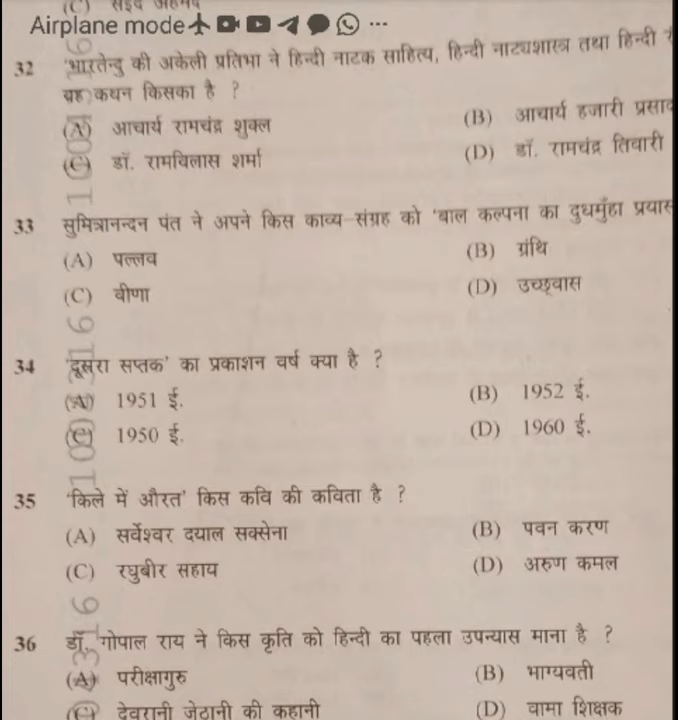 (C) सइद अहमद
Airplane mode
32 'भारतेन्दु की अकेली प्रतिभा ने हिन्दी नाटक साहित्य, हिन्दी नाट्यशास्त्र तथा हिन्दी
यह कथन किसका है ?
(A) आचार्य रामचंद्र शुक्ल (B) आचार्य हजारी प्रसाद
(C) डॉ. रामविलास शर्मा (D) डॉ. रामचंद्र तिवारी
33 सुमित्रानन्दन पंत ने अपने किस काव्य संग्रह को 'बाल कल्पना का दुधमुँहा प्रयास
(A) पल्लव (B) ग्रंथि
(C) वीणा (D) उच्छ्वास
34 'दूसरा सप्तक' का प्रकाशन वर्ष क्या है ?
(A) 1951 ई. (B) 1952 ई.
(C) 1950 ई. (D) 1960 ई.
35 'किले में औरत' किस कवि की कविता है ?
(A) सर्वेश्वर दयाल सक्सेना (B) पवन करण
(C) रघुबीर सहाय (D) अरुण कमल
36 डॉ. गोपाल राय ने किस कृति को हिन्दी का पहला उपन्यास माना है ?
(A) परीक्षागुरु (B) भाग्यवती
(C) देवरानी जेठानी की कहानी (D) वामा शिक्षक